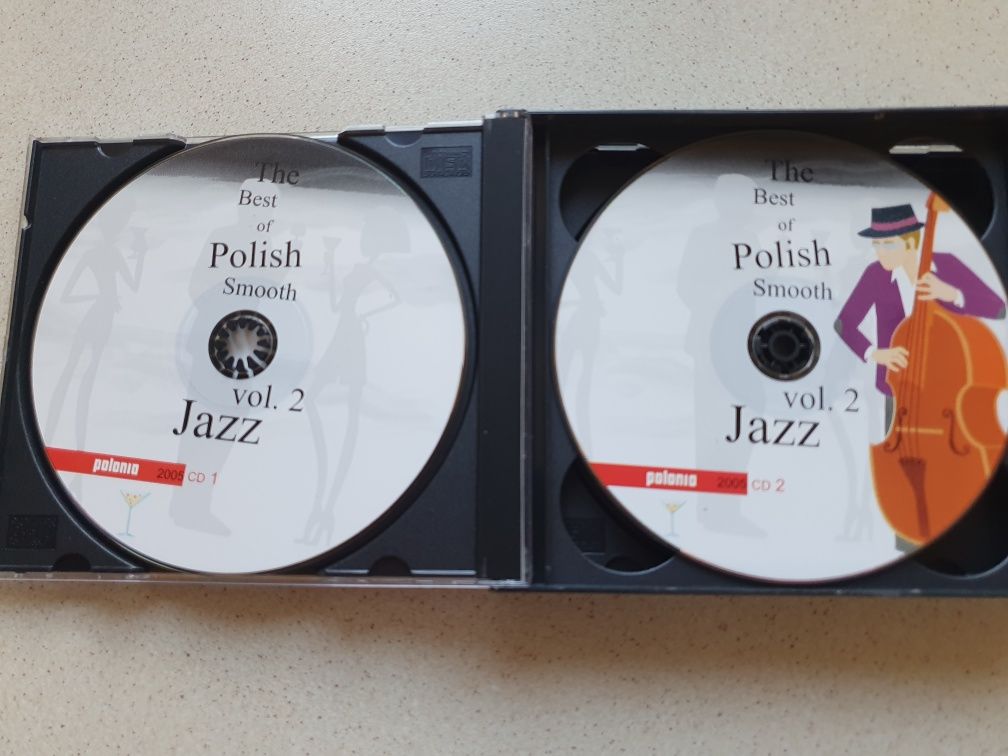 The
Best
of
Polish
Smooth
vol. 2
Jazz
polonia 2005 CD 1
The
Best
of
Polish
Smooth
vol. 2
Jazz
polonia 2005 CD 2